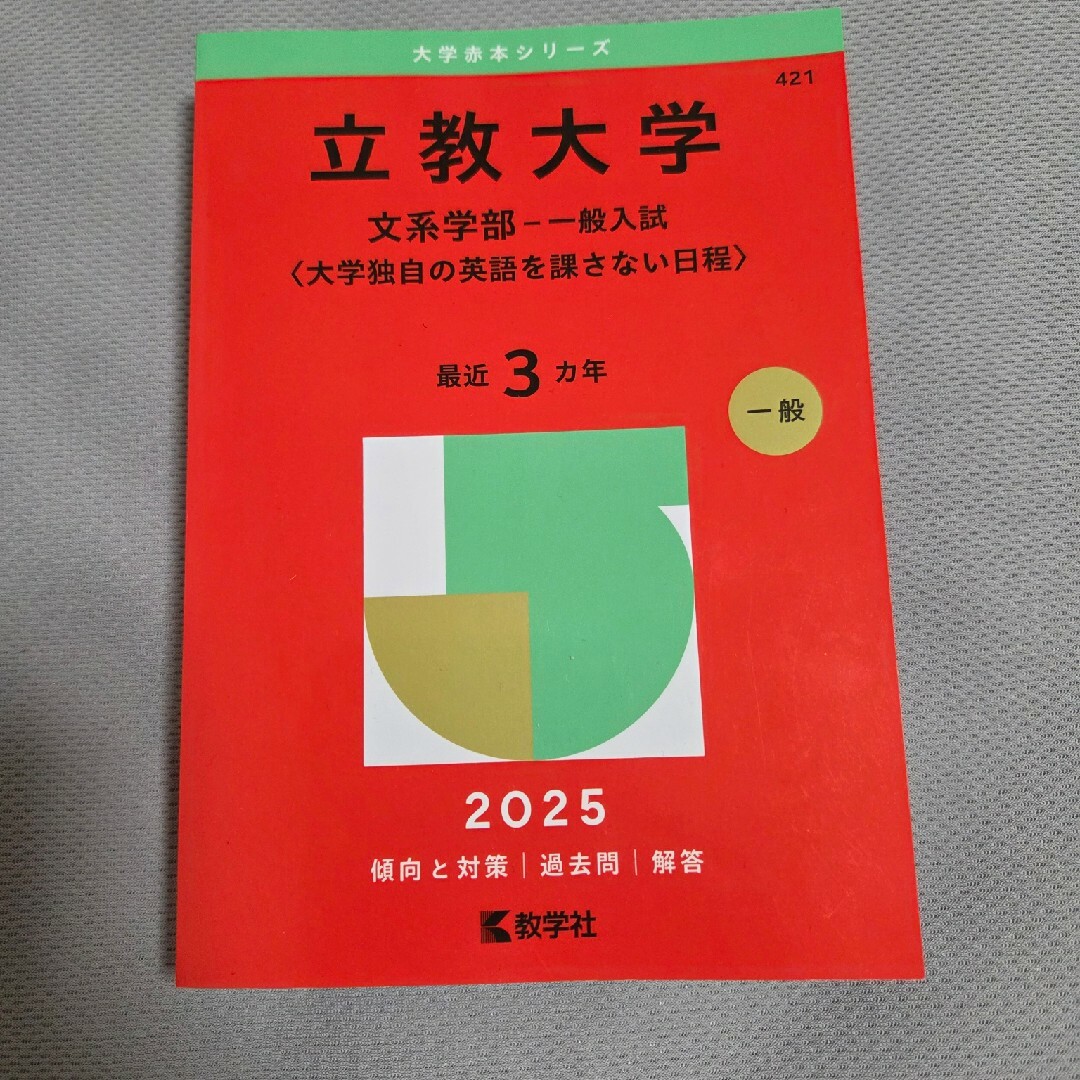 大学赤本シリーズ
421
立教大学
文系学部－一般入試
〈大学独自の英語を課さない日程〉
最近 3 カ年
一般
2025
傾向と対策｜過去問｜解答
教学社